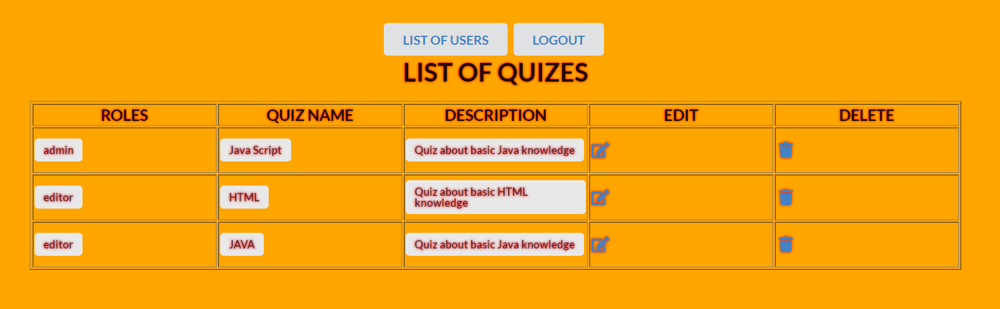 LIST OF USERS LOGOUT
LIST OF QUIZES
ROLES QUIZ NAME DESCRIPTION EDIT DELETE
admin Java Script Quiz about basic Java knowledge
editor HTML Quiz about basic HTML
knowledge
editor JAVA Quiz about basic Java knowledge